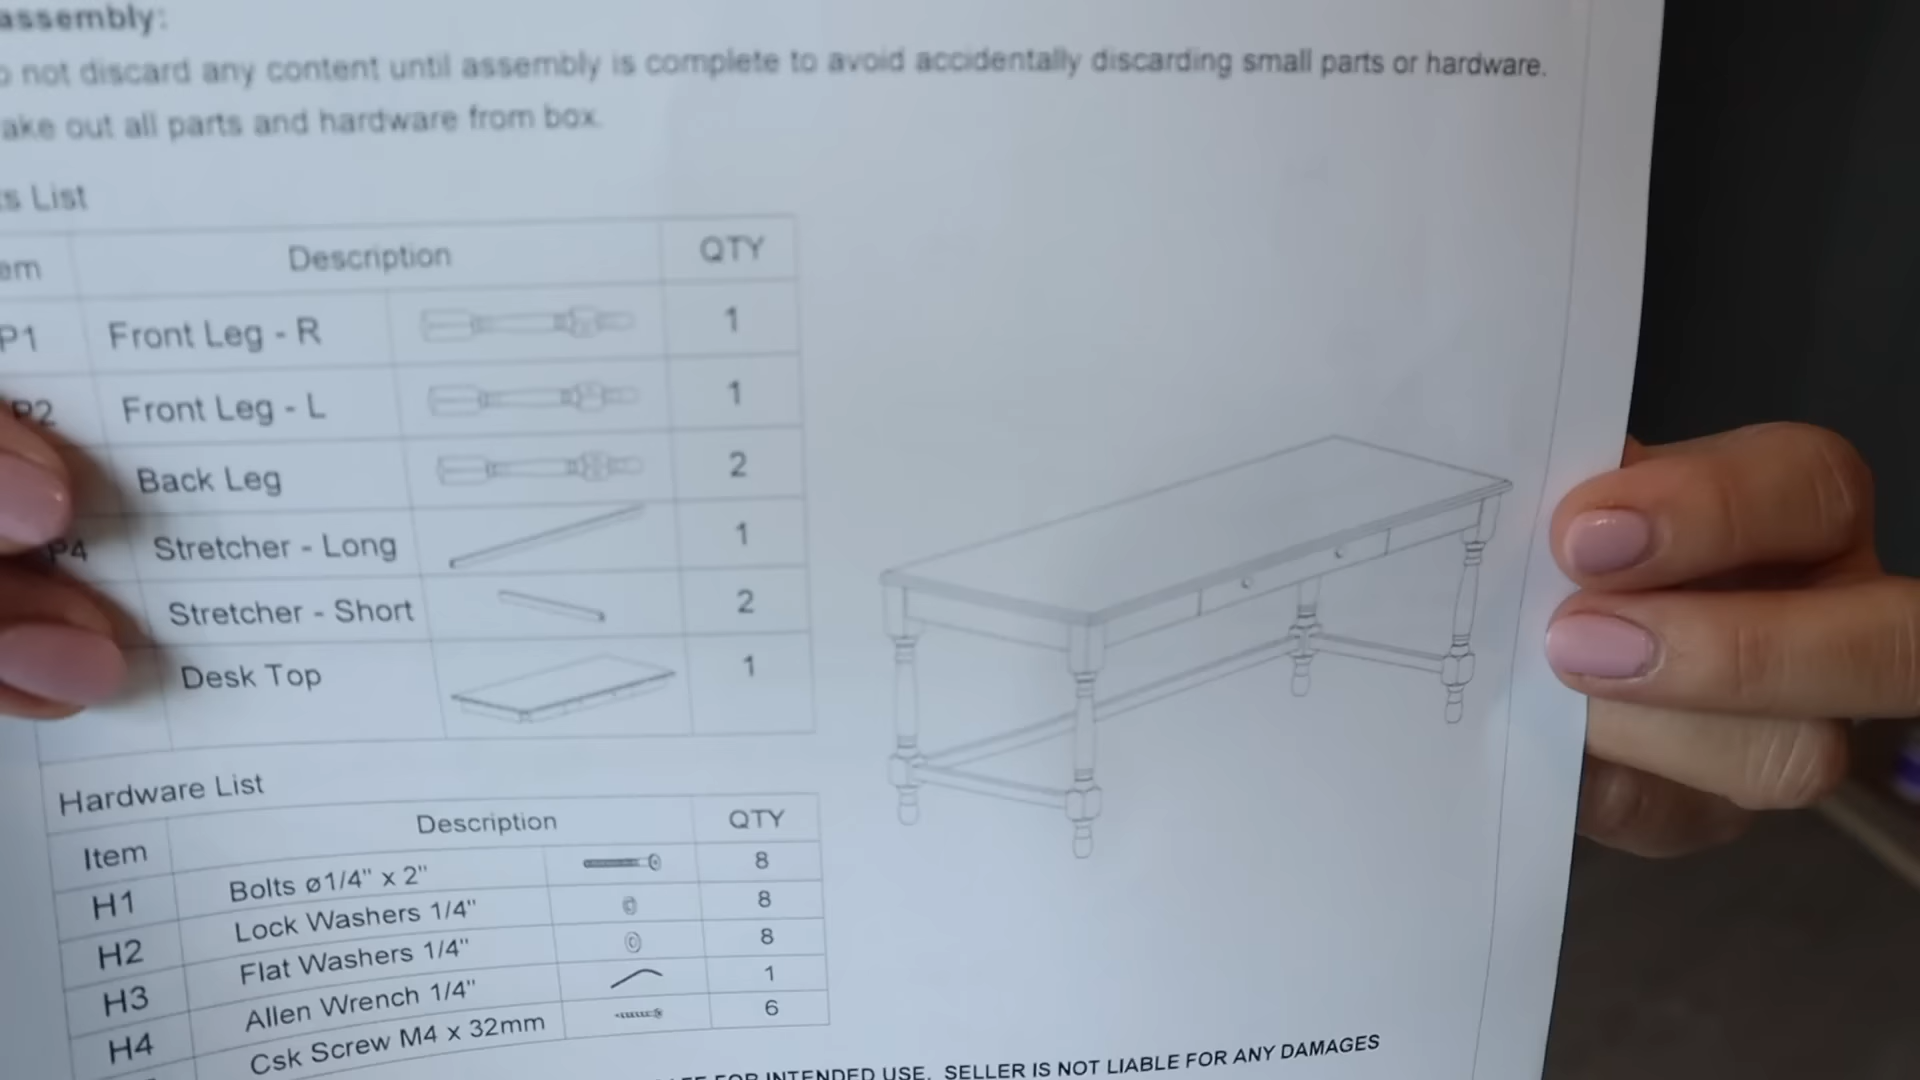 assembly:
o not discard any content until assembly is complete to avoid accidentally discarding small parts or hardware.
ake out all parts and hardware from box.
s List
em Description QTY
P1 Front Leg - R 1
P2 Front Leg - L 1
Back Leg 2
P4 Stretcher - Long 1
Stretcher - Short 2
Desk Top 1
Hardware List
Item Description QTY
H1 Bolts ø1/4" x 2" 8
H2 Lock Washers 1/4" 8
H3 Flat Washers 1/4" 8
H4 Allen Wrench 1/4" 1
Csk Screw M4 x 32mm 6
FOR INTENDED USE. SELLER IS NOT LIABLE FOR ANY DAMAGES